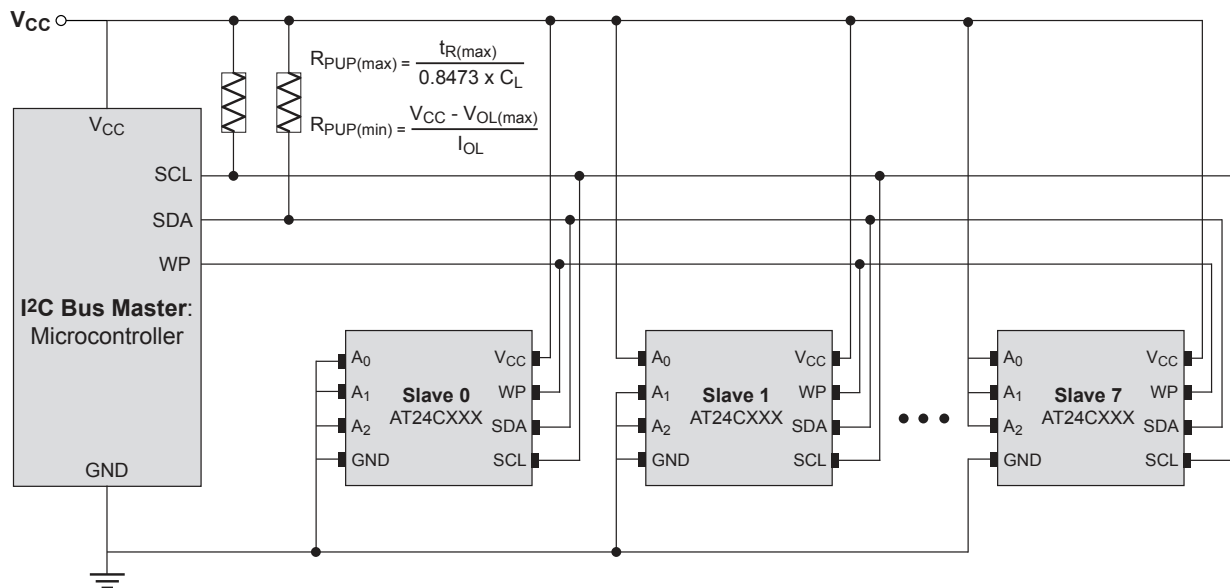 VCC
RPUP(max) = tR(max)
0.8473 x CL
RPUP(min) = VCC - VOL(max)
IOL
VCC
SCL
SDA
WP
I2C Bus Master:
Microcontroller
GND
A0
A1
A2
GND
Slave 0
AT24CXXX
VCC
WP
SDA
SCL
A0
A1
A2
GND
Slave 1
AT24CXXX
VCC
WP
SDA
SCL
A0
A1
A2
GND
Slave 7
AT24CXXX
VCC
WP
SDA
SCL